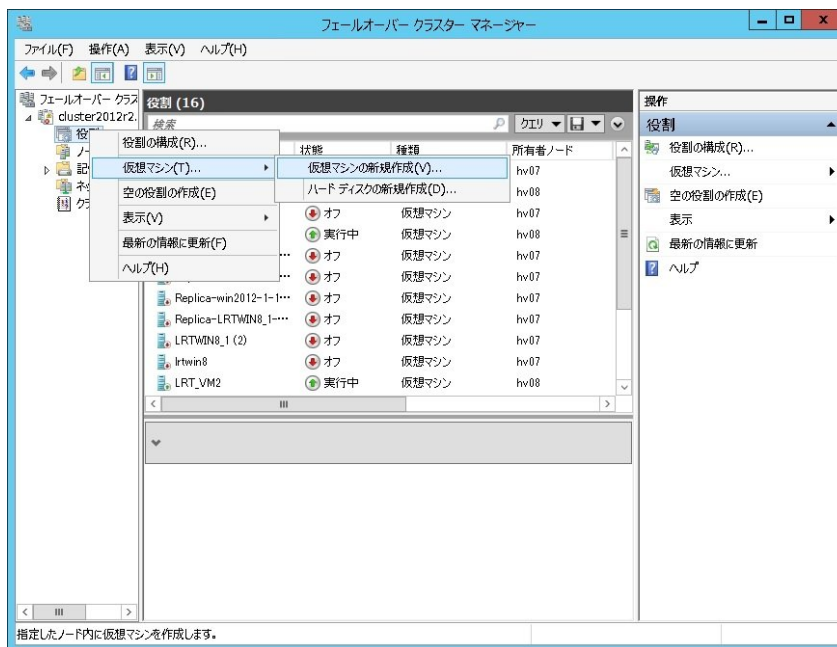 フェールオーバー クラスター マネージャー
ファイル(F) 操作(A) 表示(V) ヘルプ(H)
フェールオーバー クラス
cluster2012r2.
役割 (16)
検索
クエリ
状態 種類 所有者ノード
役割の構成(R)...
仮想マシン(T)...
空の役割の作成(E)
表示(V)
最新の情報に更新(F)
ヘルプ(H)
仮想マシンの新規作成(V)...
ハード ディスクの新規作成(D)...
hv07
hv08
オフ 仮想マシン hv07
実行中 仮想マシン hv08
オフ 仮想マシン hv07
オフ 仮想マシン hv07
Replica-win2012-1-1… オフ 仮想マシン hv07
Replica-LRTWIN8_1-… オフ 仮想マシン hv07
LRTWIN8_1 (2) オフ 仮想マシン hv07
lrtwin8 オフ 仮想マシン hv07
LRT_VM2 実行中 仮想マシン hv08
操作
役割
役割の構成(R)...
仮想マシン...
空の役割の作成(E)
表示
最新の情報に更新
ヘルプ
指定したノード内に仮想マシンを作成します。